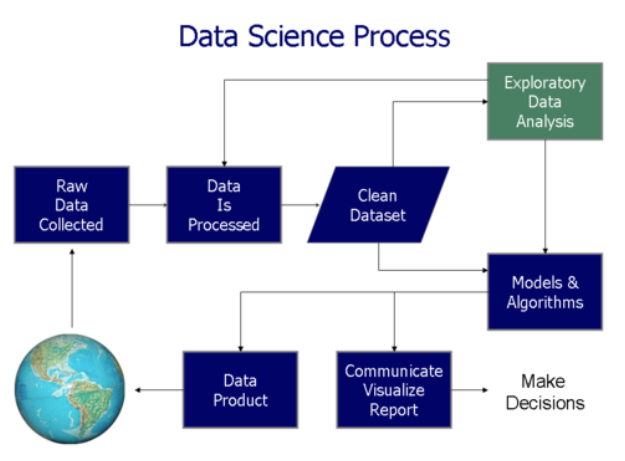 Data Science Process
Exploratory
Data
Analysis
Raw
Data
Collected
Data
Is
Processed
Clean
Dataset
Models &
Algorithms
Data
Product
Communicate
Visualize
Report
Make
Decisions